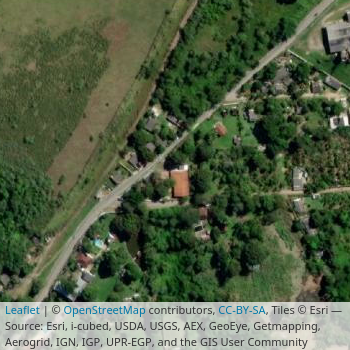 Leaflet | © OpenStreetMap contributors, CC-BY-SA, Tiles © Esri —
Source: Esri, i-cubed, USDA, USGS, AEX, GeoEye, Getmapping,
Aerogrid, IGN, IGP, UPR-EGP, and the GIS User Community